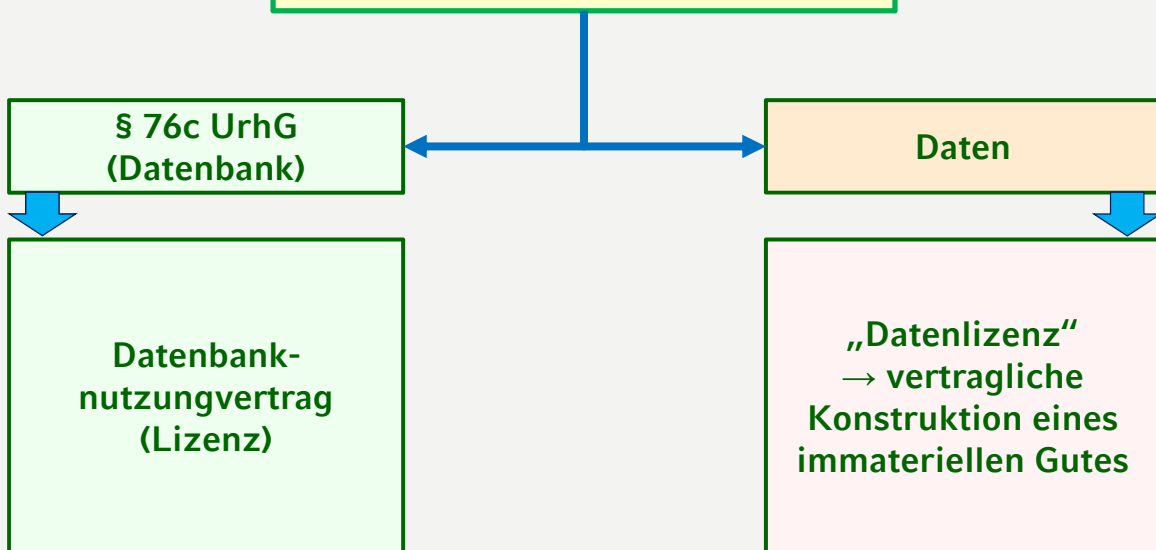 § 76c UrhG
(Datenbank)
Daten
Datenbank-
nutzungvertrag
(Lizenz)
„Datenlizenz“
→ vertragliche
Konstruktion eines
immateriellen Gutes